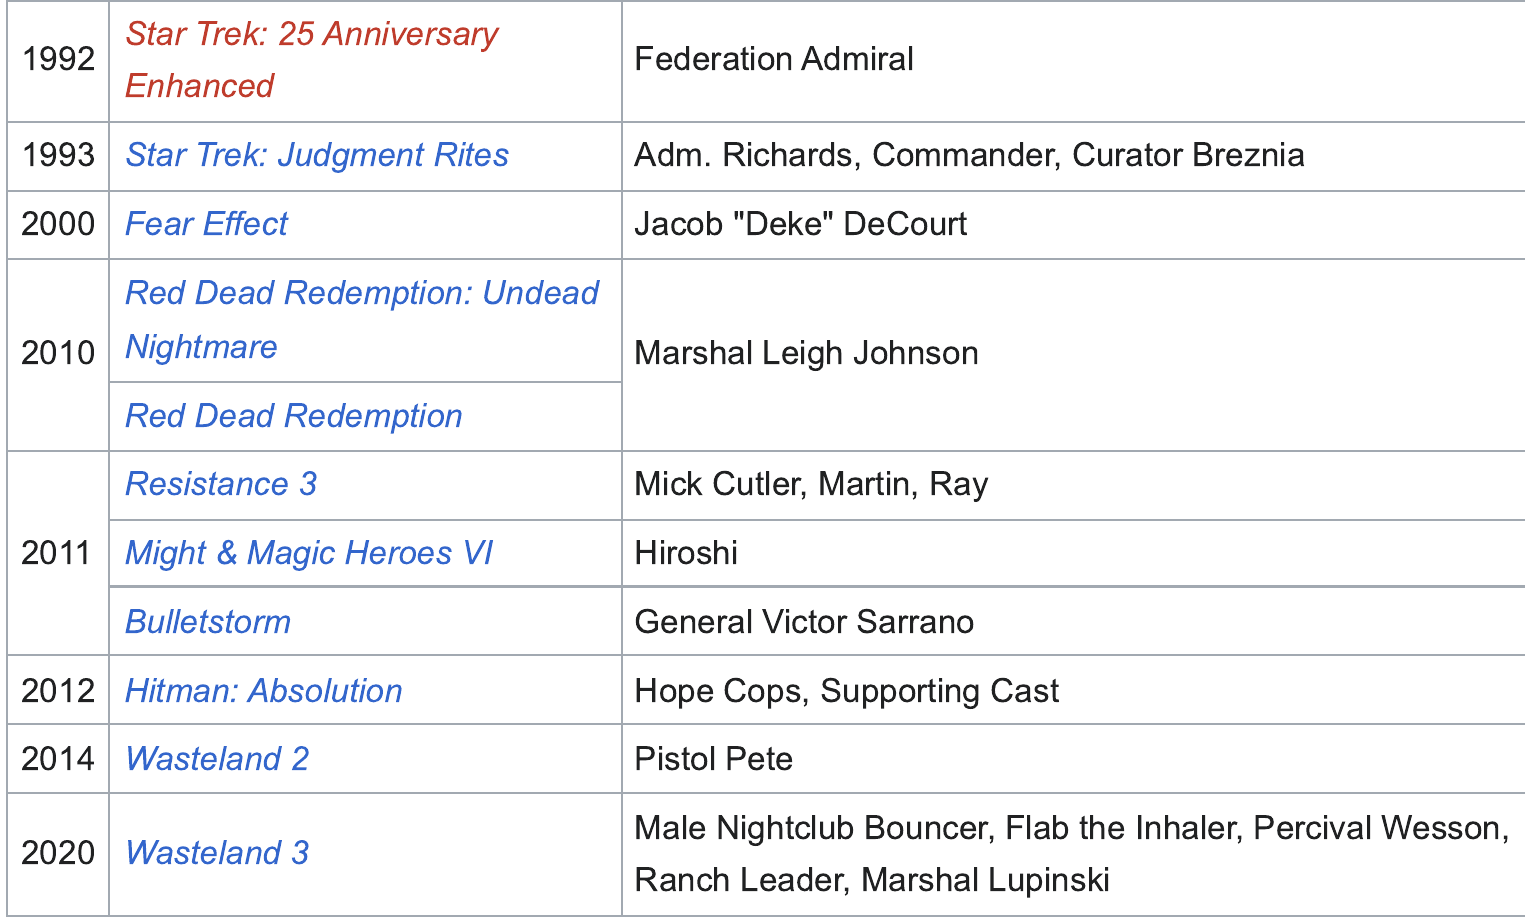 1992
Star Trek: 25 Anniversary
Enhanced
Federation Admiral
1993
Star Trek: Judgment Rites
Adm. Richards, Commander, Curator Breznia
2000
Fear Effect
Jacob "Deke" DeCourt
2010
Red Dead Redemption: Undead
Nightmare
Marshal Leigh Johnson
Red Dead Redemption
2011
Resistance 3
Mick Cutler, Martin, Ray
Might & Magic Heroes VI
Hiroshi
Bulletstorm
General Victor Sarrano
2012
Hitman: Absolution
Hope Cops, Supporting Cast
2014
Wasteland 2
Pistol Pete
2020
Wasteland 3
Male Nightclub Bouncer, Flab the Inhaler, Percival Wesson,
Ranch Leader, Marshal Lupinski